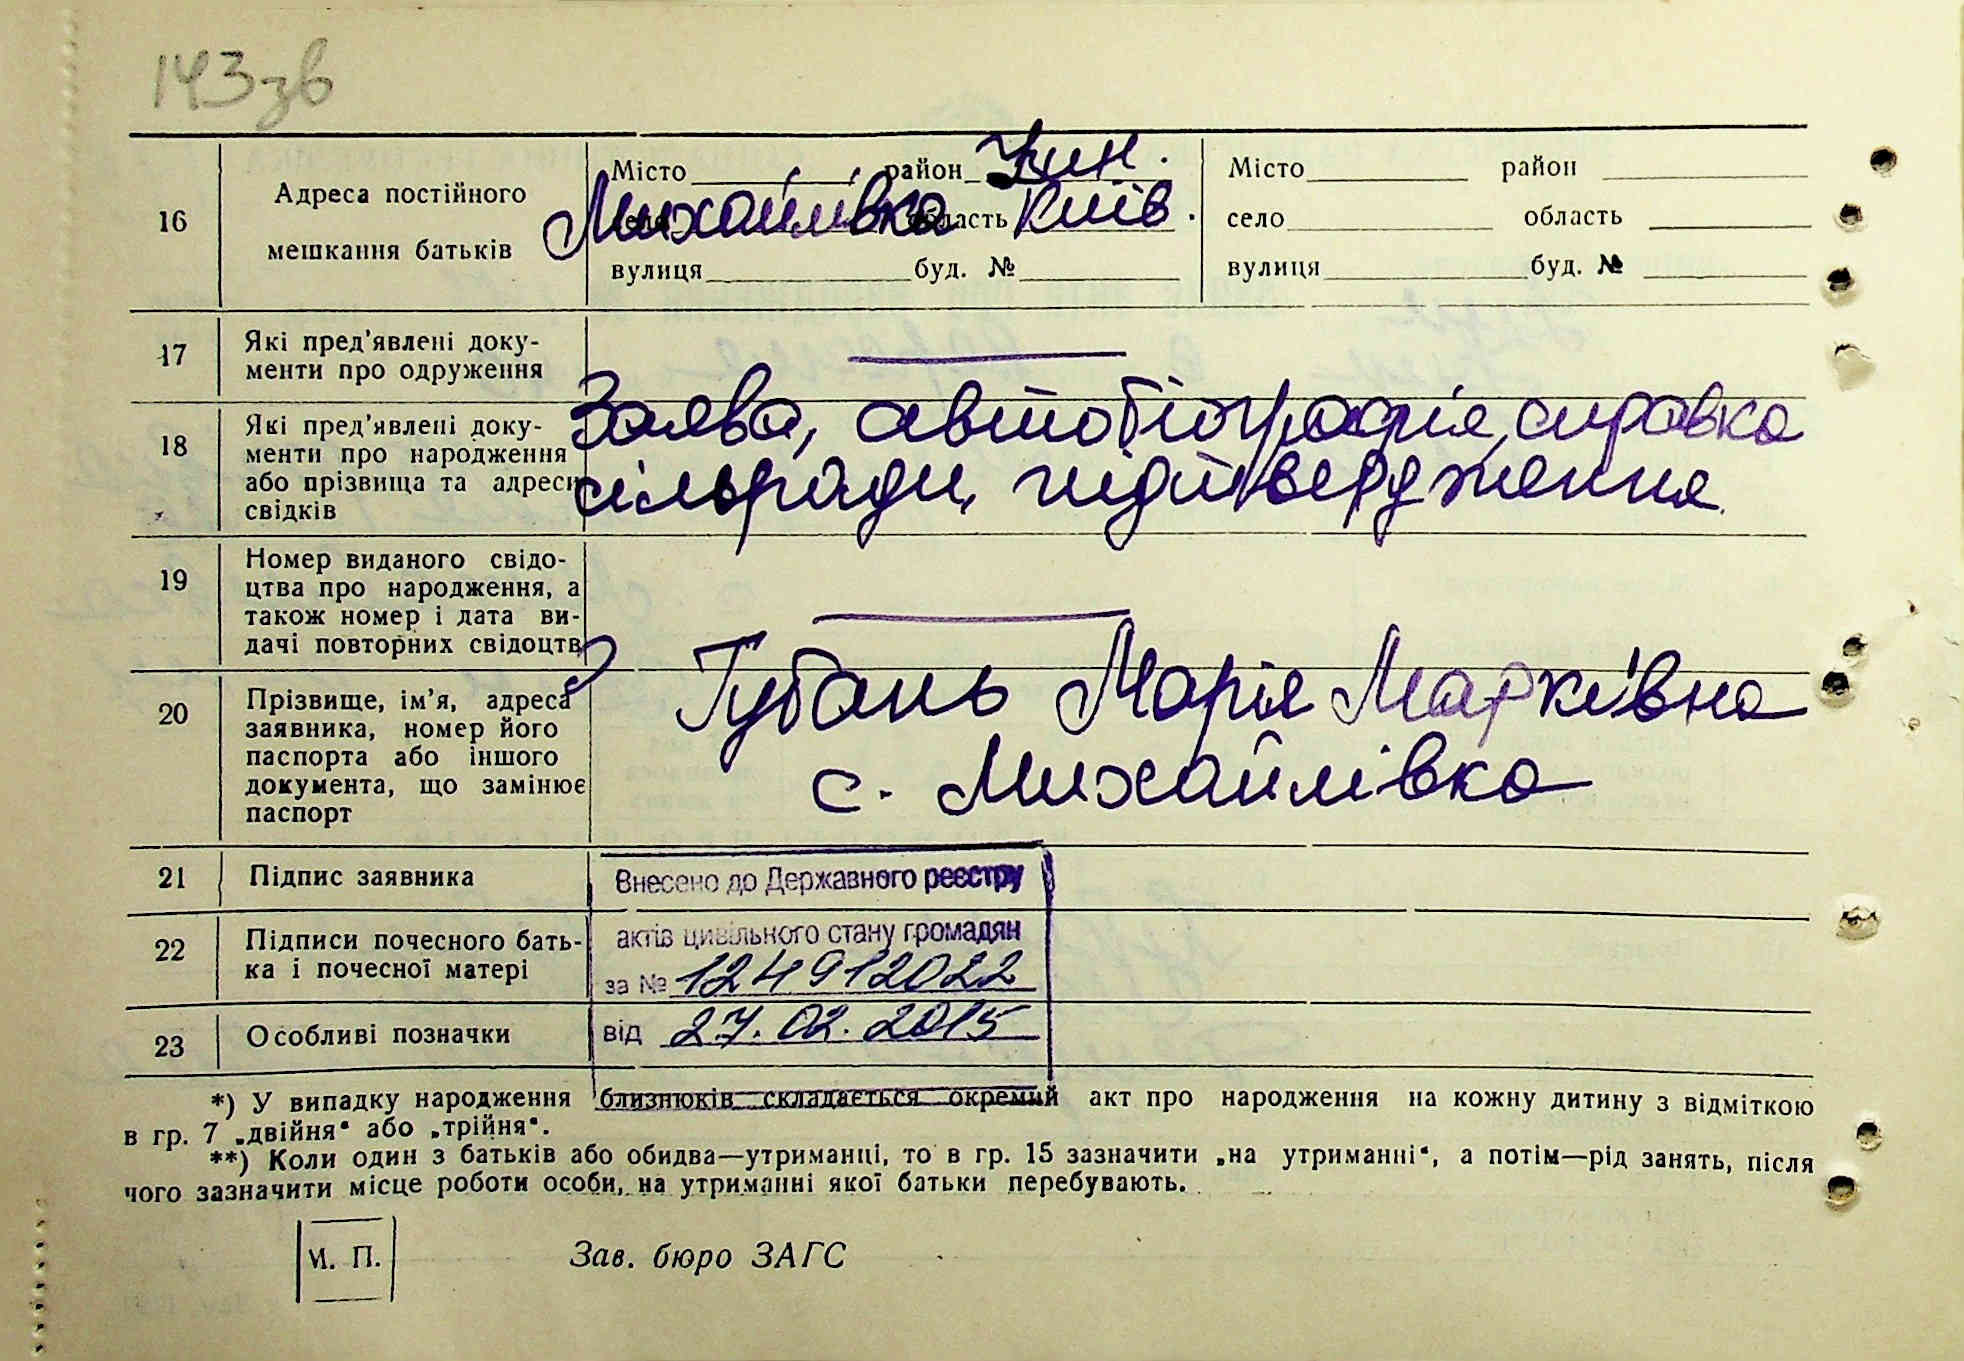 143зв
16 Адреса постійного мешкання батьків
Місто район Ужин.
село Михайлівка область Київ.
вулиця буд. №
Місто район
село область
вулиця буд. №
17 Які пред'явлені доку-
менти про одруження
18 Які пред'явлені доку-
менти про народження
або прізвища та адреси
свідків
Заява, автобіографія, справка
сільради, підтвердження
19 Номер виданого свідо-
цтва про народження, а
також номер і дата ви-
дачі повторних свідоцтв
20 Прізвище, ім'я, адреса
заявника, номер його
паспорта або іншого
документа, що замінює
паспорт
Губань Марія Марківна
с. Михайлівка
21 Підпис заявника
22 Підписи почесного бать-
ка і почесної матері
23 Особливі позначки
Внесено до Державного реєстру
актів цивільного стану громадян
за № 124912022
від 27.02.2015
*) У випадку народження близнюків складається окремий акт про народження на кожну дитину з відміткою
в гр. 7 „двійня" або „трійня".
**) Коли один з батьків або обидва—утриманці, то в гр. 15 зазначити „на утриманні", а потім—рід занять, після
чого зазначити місце роботи особи, на утриманні якої батьки перебувають.
М. П.
Зав. бюро ЗАГС